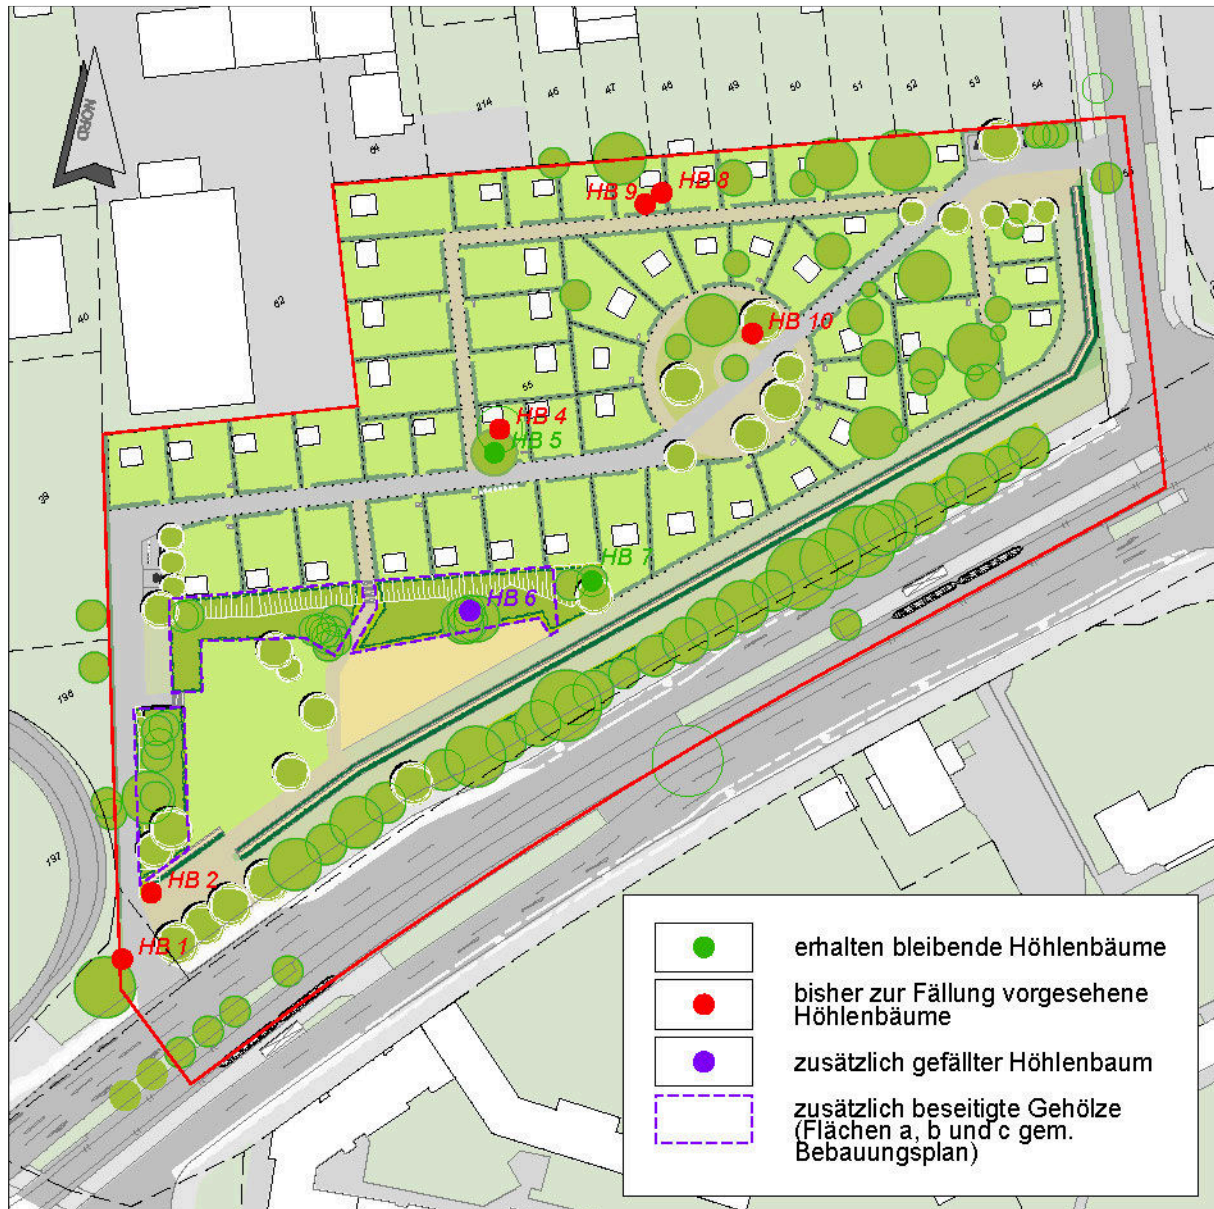 NORD
214
46
47
48
49
50
51
52
53
54
64
HB 9
HB 8
62
40
HB 10
55
HB 4
HB 5
39
HB 7
HB 6
196
197
HB 2
HB 1
erhalten bleibende Höhlenbäume
bisher zur Fällung vorgesehene
Höhlenbäume
zusätzlich gefällter Höhlenbaum
zusätzlich beseitigte Gehölze
(Flächen a, b und c gem.
Bebauungsplan)